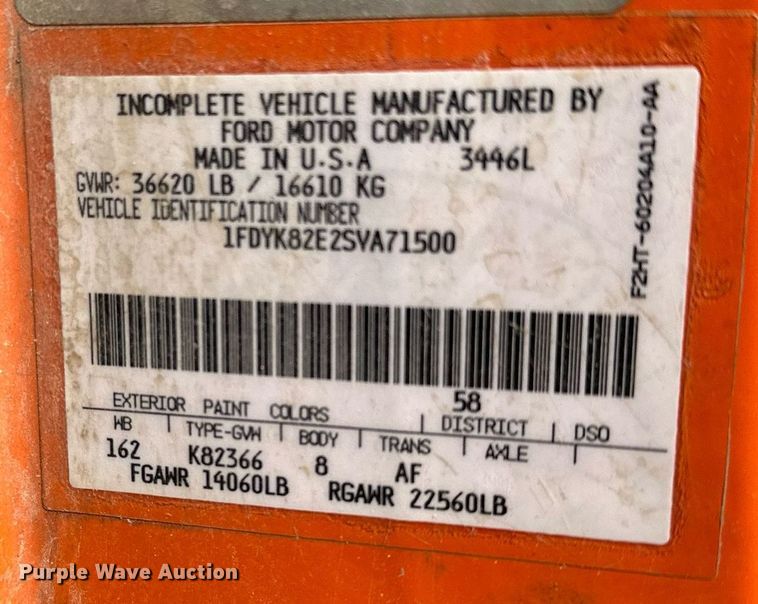 INCOMPLETE VEHICLE MANUFACTURED BY
FORD MOTOR COMPANY
MADE IN U.S.A 3446L
GVWR: 36620 LB / 16610 KG
VEHICLE IDENTIFICATION NUMBER
1FDYK82E2SVA71500
F2HT-60204A10-AA
EXTERIOR PAINT COLORS 58
WB TYPE-GVW BODY TRANS DISTRICT AXLE DSO
162 K82366 8 AF
FGAWR 14060LB RGAWR 22560LB
Purple Wave Auction